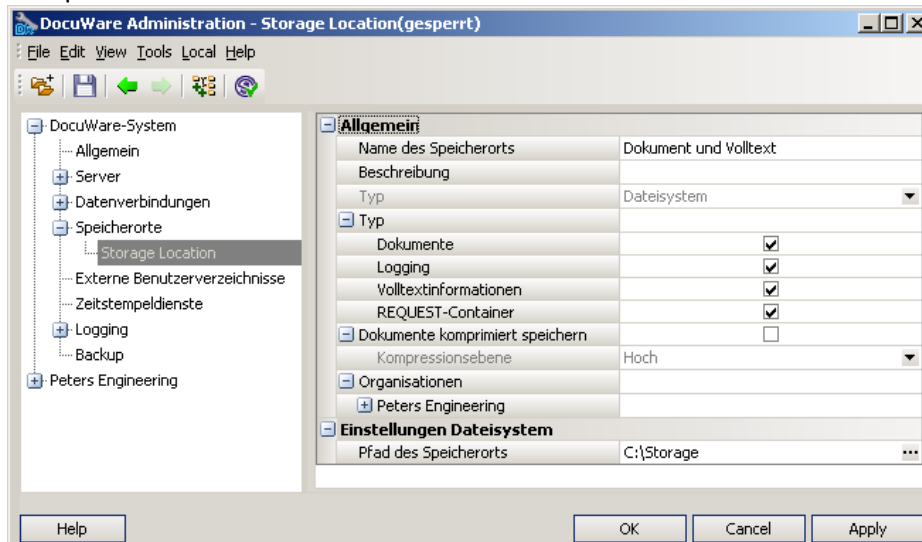 DocuWare Administration - Storage Location(gesperrt)
File Edit View Tools Local Help
DocuWare-System
Allgemein
Server
Datenverbindungen
Speicherorte
Storage Location
Externe Benutzerverzeichnisse
Zeitstempeldienste
Logging
Backup
Peters Engineering
Allgemein
Name des Speicherorts Dokument und Volltext
Beschreibung
Typ Dateisystem
Typ
Dokumente
Logging
Volltextinformationen
REQUEST-Container
Dokumente komprimiert speichern
Kompressionsebene Hoch
Organisationen
Peters Engineering
Einstellungen Dateisystem
Pfad des Speicherorts C:\Storage ...
Help OK Cancel Apply